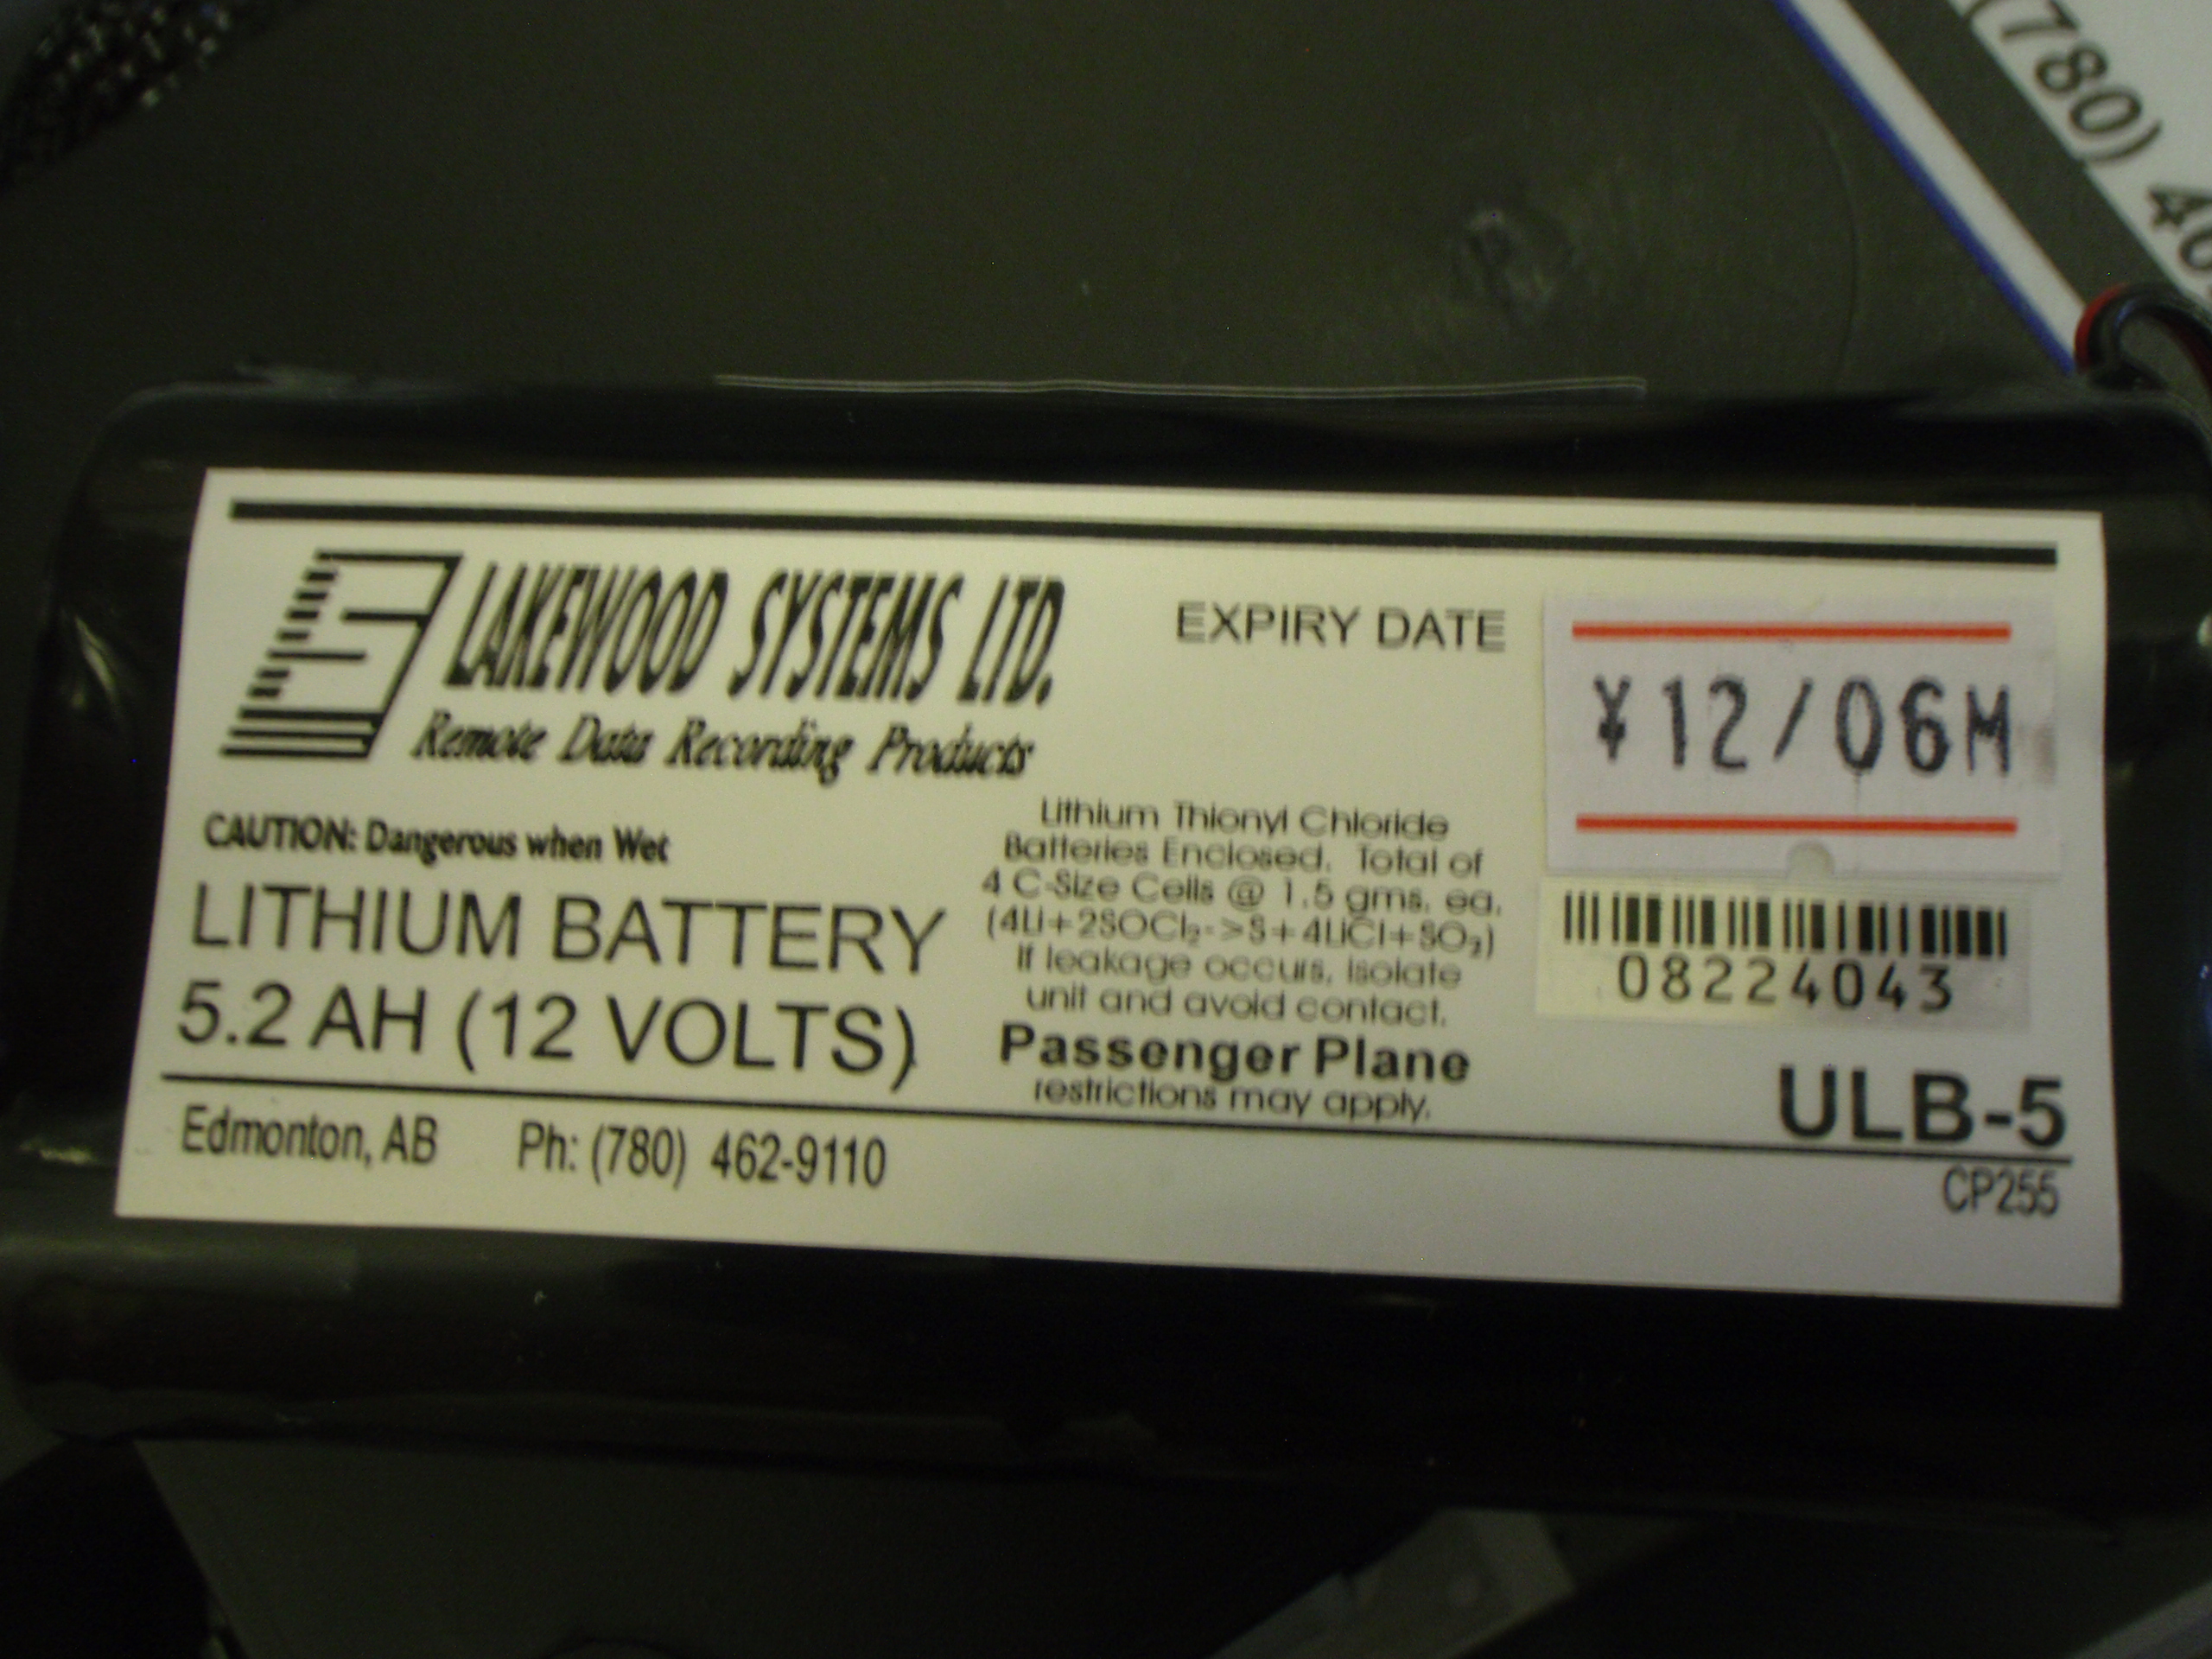 (780) 46
LAKEWOOD SYSTEMS LTD.
Remote Data Recording Products
EXPIRY DATE
¥12/06M
CAUTION: Dangerous when Wet
LITHIUM BATTERY
5.2 AH (12 VOLTS)
Lithium Thionyl Chloride
Batteries Enclosed. Total of
4 C-Size Cells @ 1.5 gms. ea.
(4Li+2SOCl₂->S+4LiCl+SO₂)
If leakage occurs, isolate
unit and avoid contact.
Passenger Plane
restrictions may apply.
08224043
ULB-5
Edmonton, AB Ph: (780) 462-9110
CP255